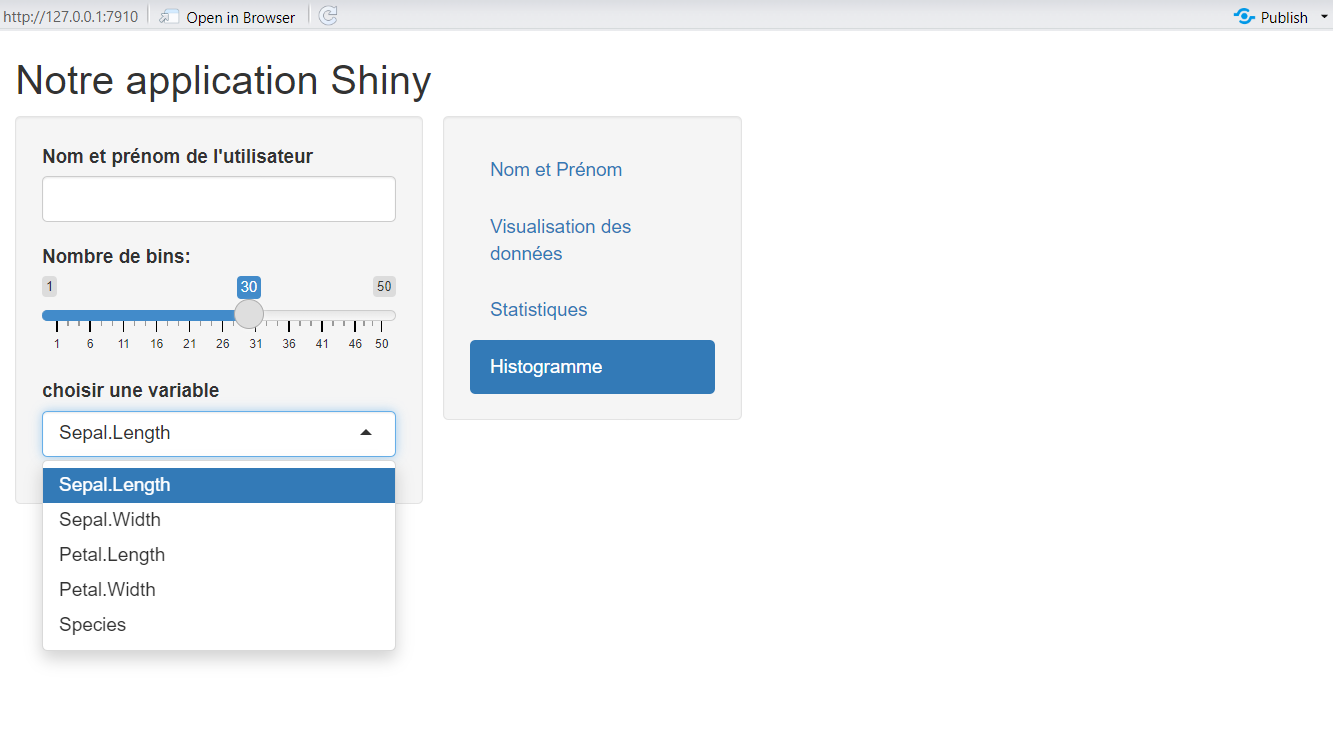 http://127.0.0.1:7910
Open in Browser
Publish
Notre application Shiny
Nom et prénom de l'utilisateur
Nombre de bins:
1 30 50
1 6 11 16 21 26 31 36 41 46 50
choisir une variable
Sepal.Length
Sepal.Length
Sepal.Width
Petal.Length
Petal.Width
Species
Nom et Prénom
Visualisation des
données
Statistiques
Histogramme